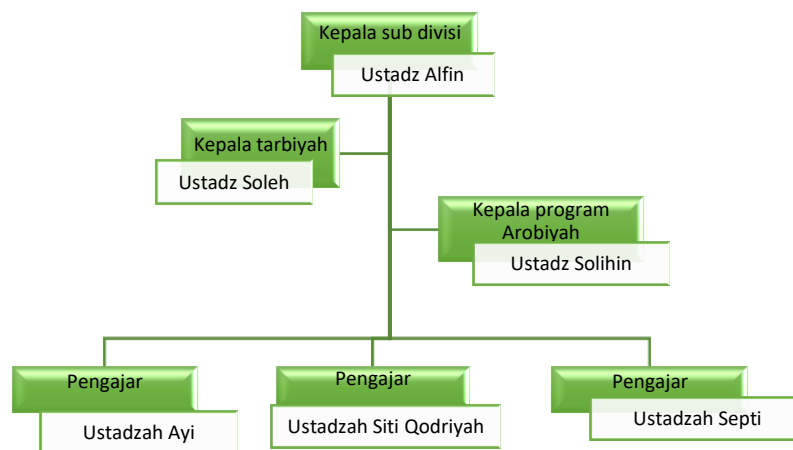 Kepala sub divisi
Ustadz Alfin
Kepala tarbiyah
Ustadz Soleh
Kepala program
Arobiyah
Ustadz Solihin
Pengajar
Ustadzah Ayi
Pengajar
Ustadzah Siti Qodriyah
Pengajar
Ustadzah Septi